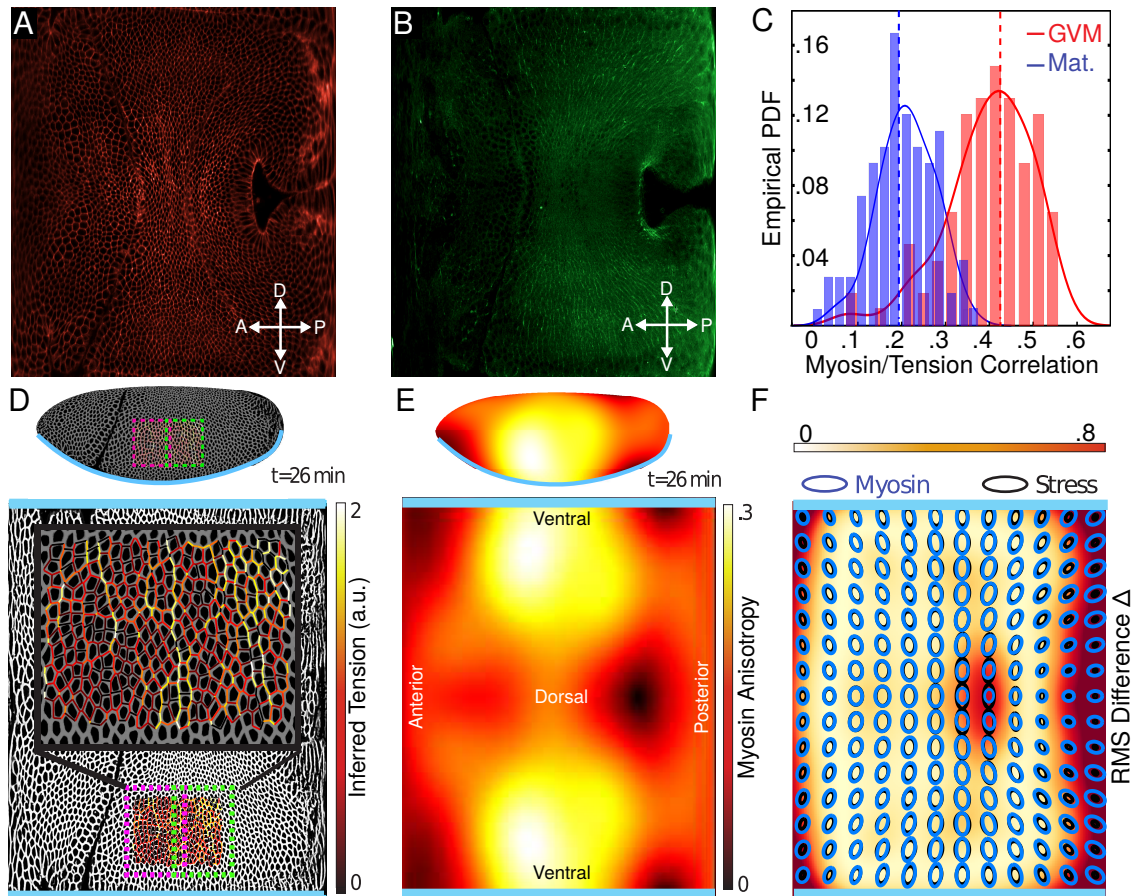 A
D
A P
V
B
D
A P
V
C
GVM
Mat.
.16
.12
.08
.04
Empirical PDF
0 .1 .2 .3 .4 .5 .6
Myosin/Tension Correlation
D
t=26 min
2
Inferred Tension (a.u.)
0
E
t=26 min
Ventral
Anterior
Dorsal
Posterior
Ventral
.3
Myosin Anisotropy
0
F
0 .8
Myosin Stress
RMS Difference Δ